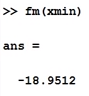 >> fm(xmin)
ans =
-18.9512